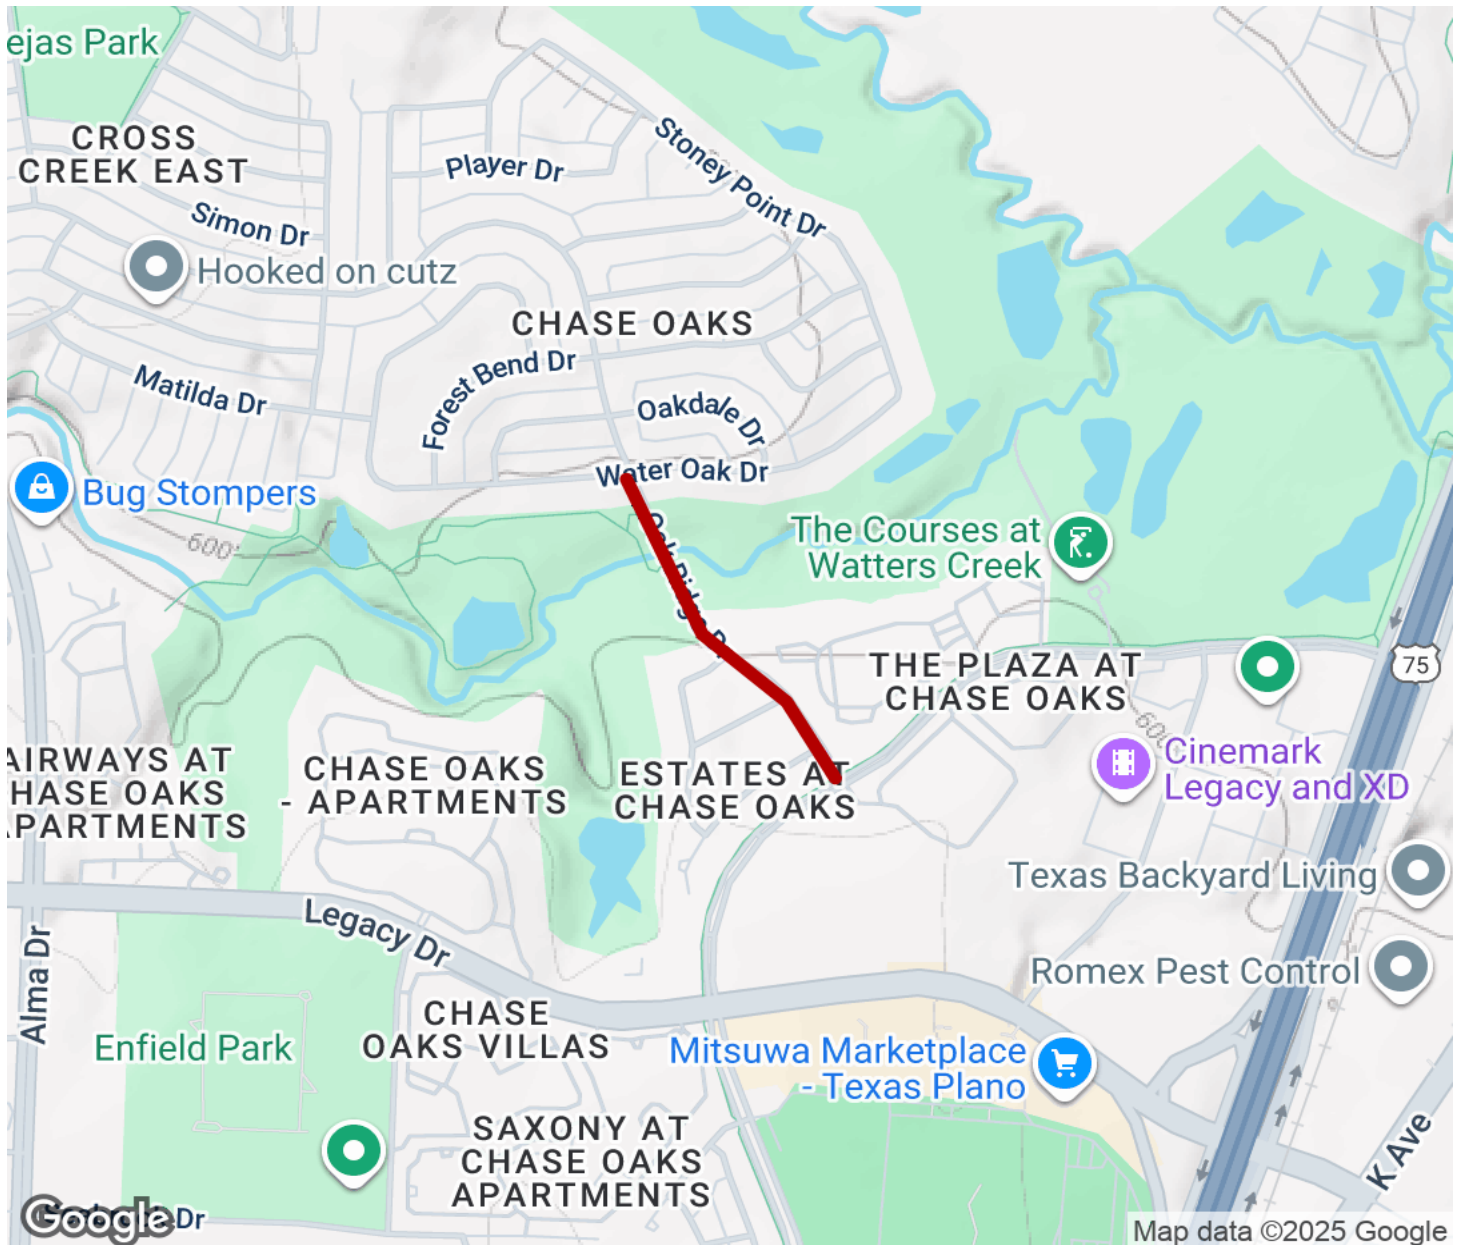 ejas Park
CROSS
CREEK EAST
Player Dr
Stoney Point Dr
Simon Dr
Hooked on cutz
CHASE OAKS
Forest Bend Dr
Matilda Dr
Oakdale Dr
Water Oak Dr
Bug Stompers
600'
The Courses at
Watters Creek
THE PLAZA AT
CHASE OAKS
75
600
AIRWAYS AT
HASE OAKS
APARTMENTS
CHASE OAKS
- APARTMENTS
ESTATES AT
CHASE OAKS
Cinemark
Legacy and XD
Texas Backyard Living
Legacy Dr
Alma Dr
Romex Pest Control
CHASE
OAKS VILLAS
Enfield Park
Mitsuwa Marketplace
- Texas Plano
SAXONY AT
CHASE OAKS
APARTMENTS
K Ave
Dr
Google
Map data ©2025 Google